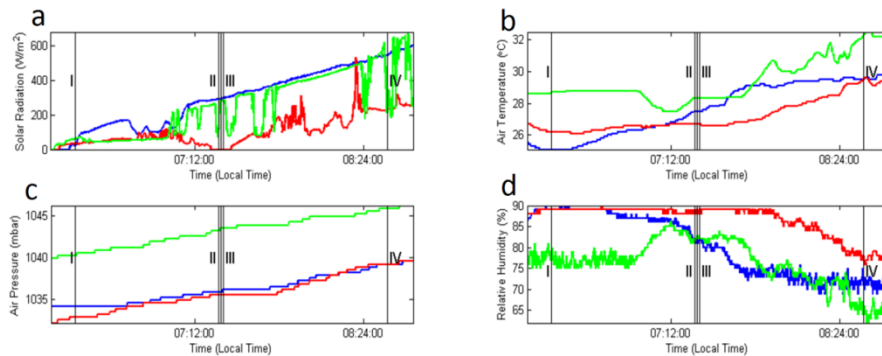 a
Solar Radiation (W/m²)
600
400
200
0
I
II
III
IV
07:12:00
08:24:00
Time (Local Time)
b
Air Temperature (ºC)
32
30
28
26
I
II
III
IV
07:12:00
08:24:00
Time (Local Time)
c
Air Pressure (mbar)
1045
1040
1035
I
II
III
IV
07:12:00
08:24:00
Time (Local Time)
d
Relative Humidity (%)
90
85
80
75
70
65
I
II
III
IV
07:12:00
08:24:00
Time (Local Time)